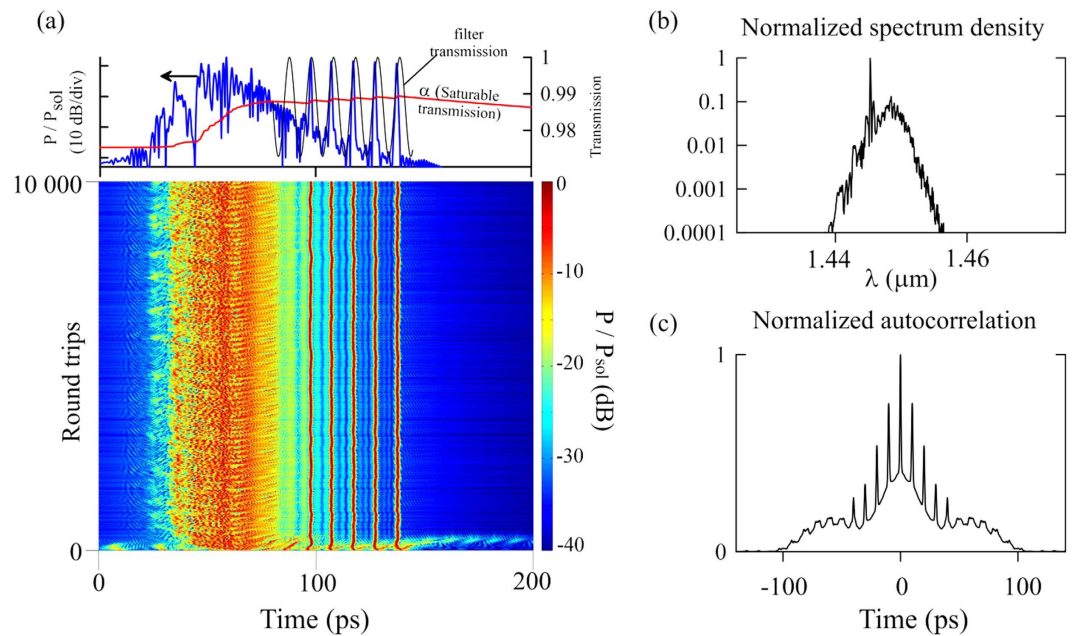 (a)
filter
transmission
P / Psol
(10 dB/div)
α (Saturable
transmission)
1
0.99
0.98
Transmission
10 000
0
Round trips
0
100
200
Time (ps)
0
-10
-20
-30
-40
P / Psol (dB)
(b)
Normalized spectrum density
1
0.1
0.01
0.001
0.0001
1.44
1.46
λ (μm)
(c)
Normalized autocorrelation
1
0
-100
0
100
Time (ps)